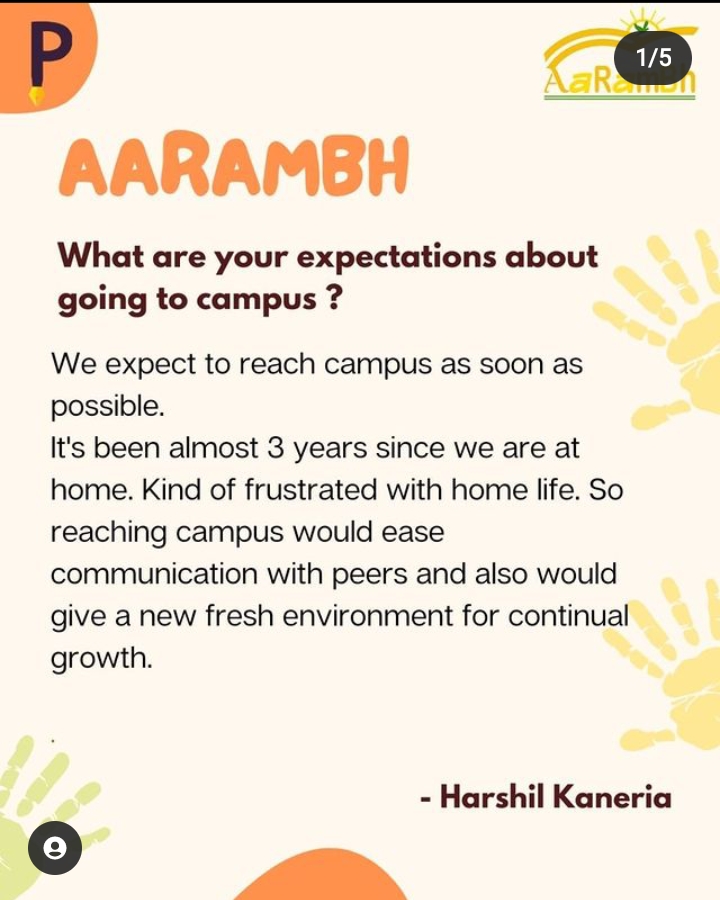 P
AaRambh
1/5
AARAMBH
What are your expectations about
going to campus ?
We expect to reach campus as soon as
possible.
It's been almost 3 years since we are at
home. Kind of frustrated with home life. So
reaching campus would ease
communication with peers and also would
give a new fresh environment for continual
growth.
.
- Harshil Kaneria